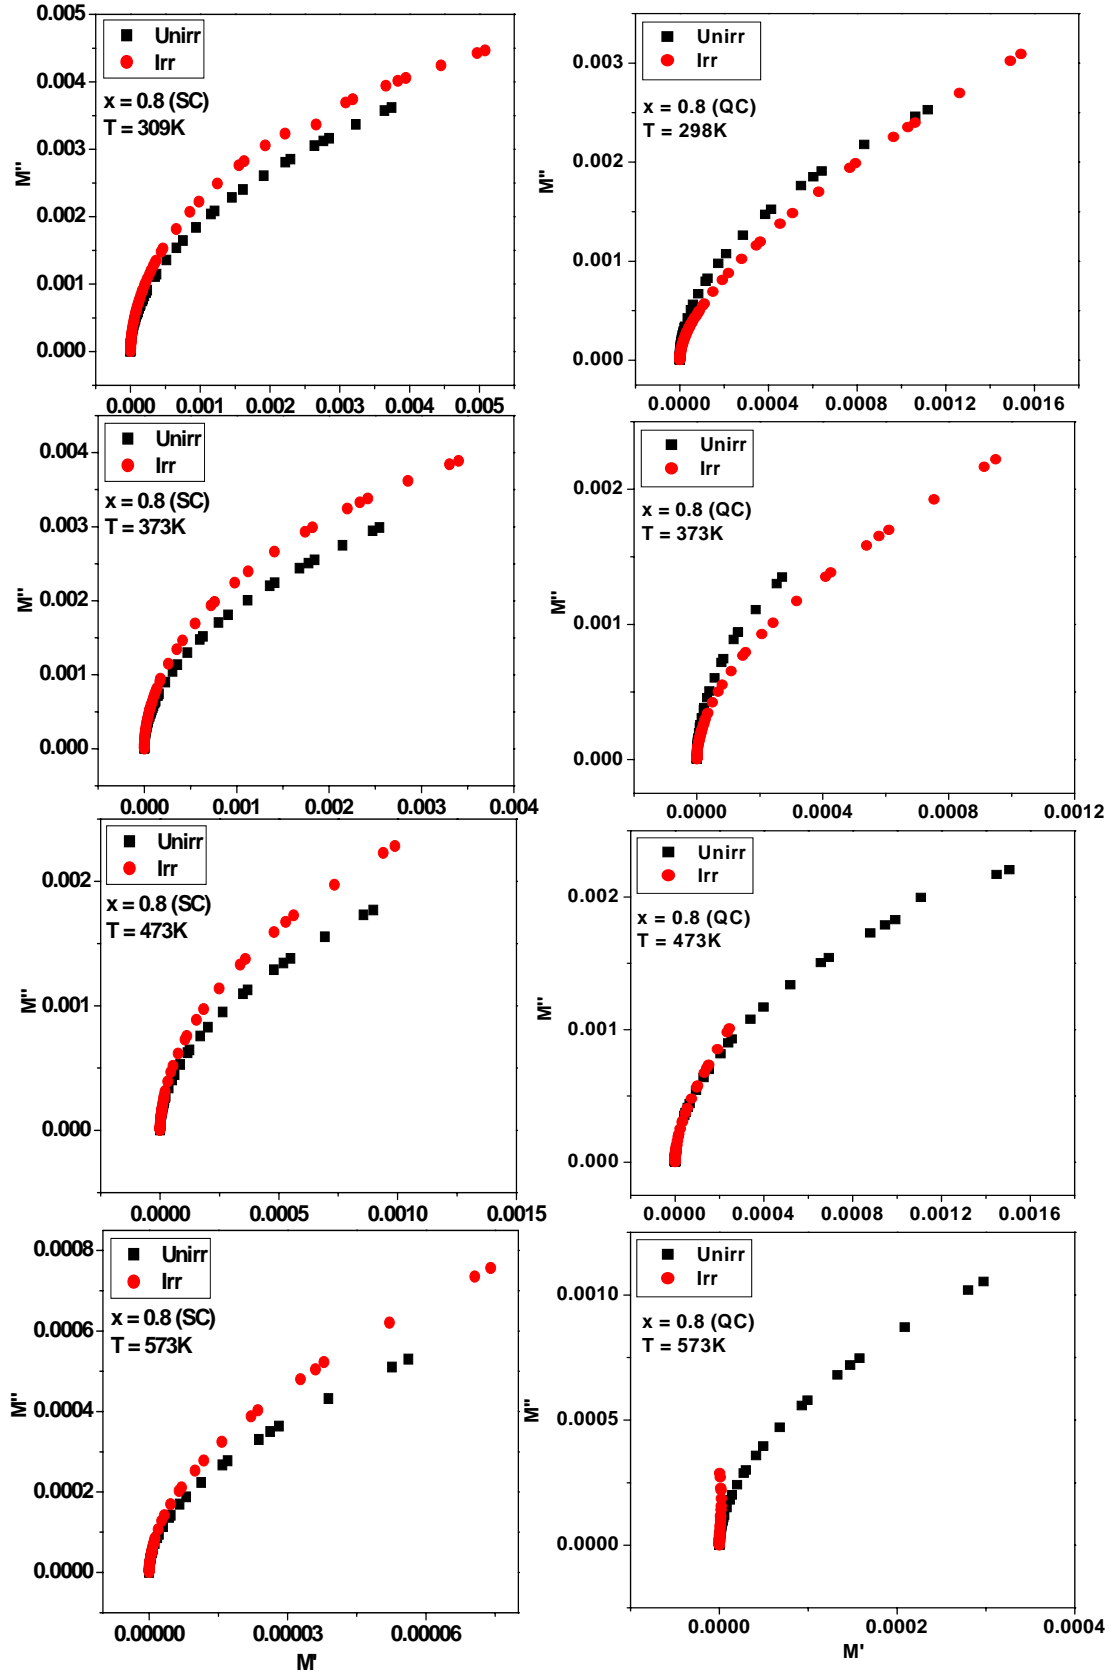 0.005
0.004
0.003
0.002
0.001
0.000
M''
Unirr
Irr
x = 0.8 (SC)
T = 309K
0.000 0.001 0.002 0.003 0.004 0.005
0.003
0.002
0.001
0.000
M''
Unirr
Irr
x = 0.8 (QC)
T = 298K
0.0000 0.0004 0.0008 0.0012 0.0016
0.004
0.003
0.002
0.001
0.000
M''
Unirr
Irr
x = 0.8 (SC)
T = 373K
0.000 0.001 0.002 0.003 0.004
0.002
0.001
0.000
M''
Unirr
Irr
x = 0.8 (QC)
T = 373K
0.0000 0.0004 0.0008 0.0012
0.002
0.001
0.000
M''
Unirr
Irr
x = 0.8 (SC)
T = 473K
0.0000 0.0005 0.0010 0.0015
0.002
0.001
0.000
M''
Unirr
Irr
x = 0.8 (QC)
T = 473K
0.0000 0.0004 0.0008 0.0012 0.0016
0.0008
0.0006
0.0004
0.0002
0.0000
M''
Unirr
Irr
x = 0.8 (SC)
T = 573K
0.00000 0.00003 0.00006
M'
0.0010
0.0005
0.0000
M''
Unirr
Irr
x = 0.8 (QC)
T = 573K
0.0000 0.0002 0.0004
M'